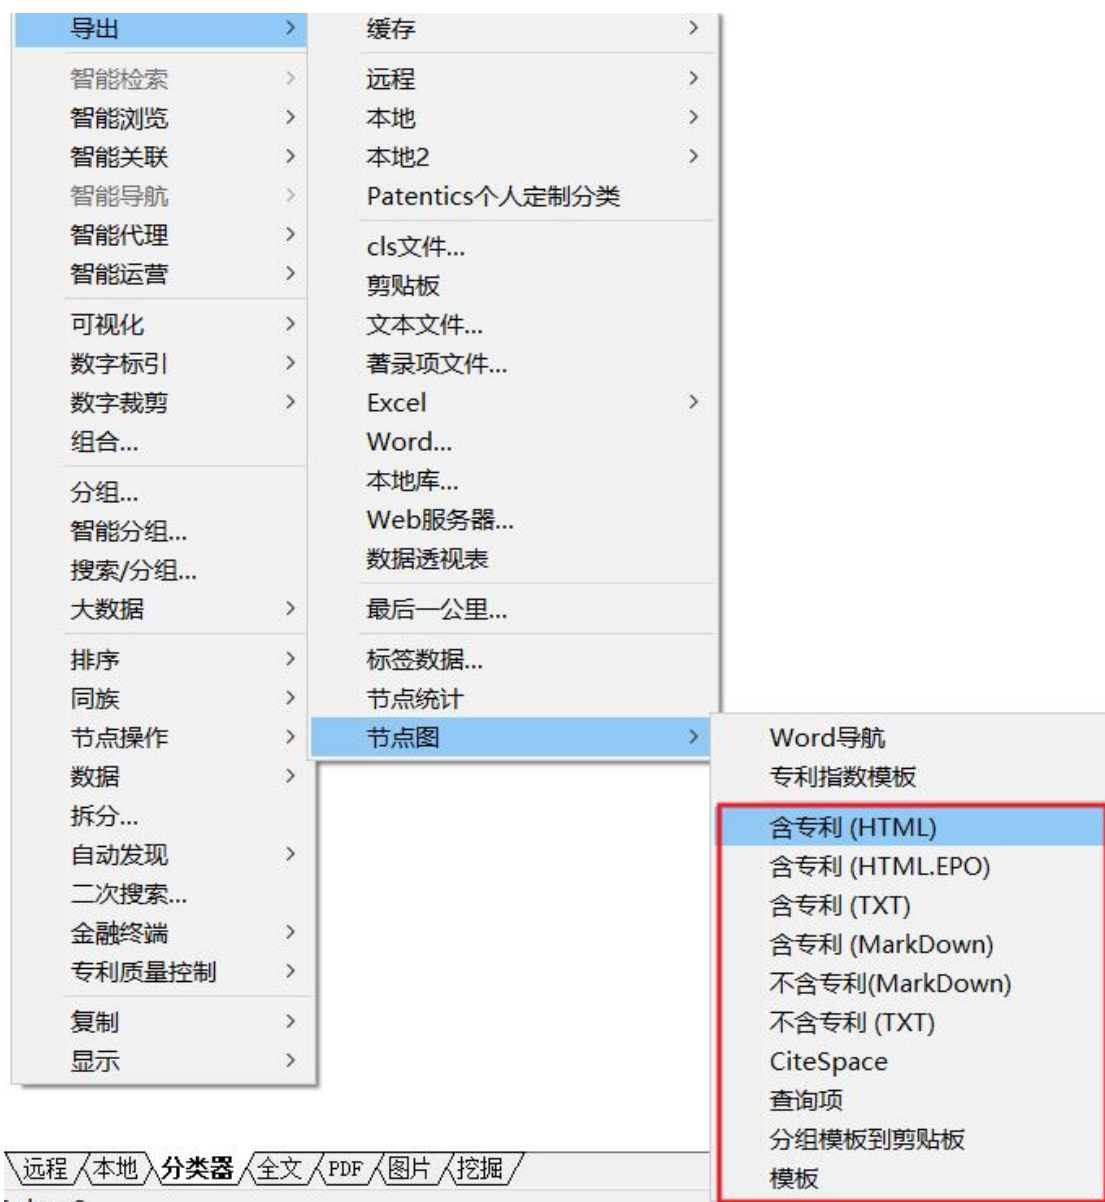 导出
智能检索
智能浏览
智能关联
智能导航
智能代理
智能运营
可视化
数字标引
数字裁剪
组合...
分组...
智能分组...
搜索/分组...
大数据
排序
同族
节点操作
数据
拆分...
自动发现
二次搜索...
金融终端
专利质量控制
复制
显示
缓存
远程
本地
本地2
Patentics个人定制分类
cls文件...
剪贴板
文本文件...
著录项文件...
Excel
Word...
本地库...
Web服务器...
数据透视表
最后一公里...
标签数据...
节点统计
节点图
Word导航
专利指数模板
含专利 (HTML)
含专利 (HTML.EPO)
含专利 (TXT)
含专利 (MarkDown)
不含专利(MarkDown)
不含专利 (TXT)
CiteSpace
查询项
分组模板到剪贴板
模板
远程 本地 分类器 全文 PDF 图片 挖掘